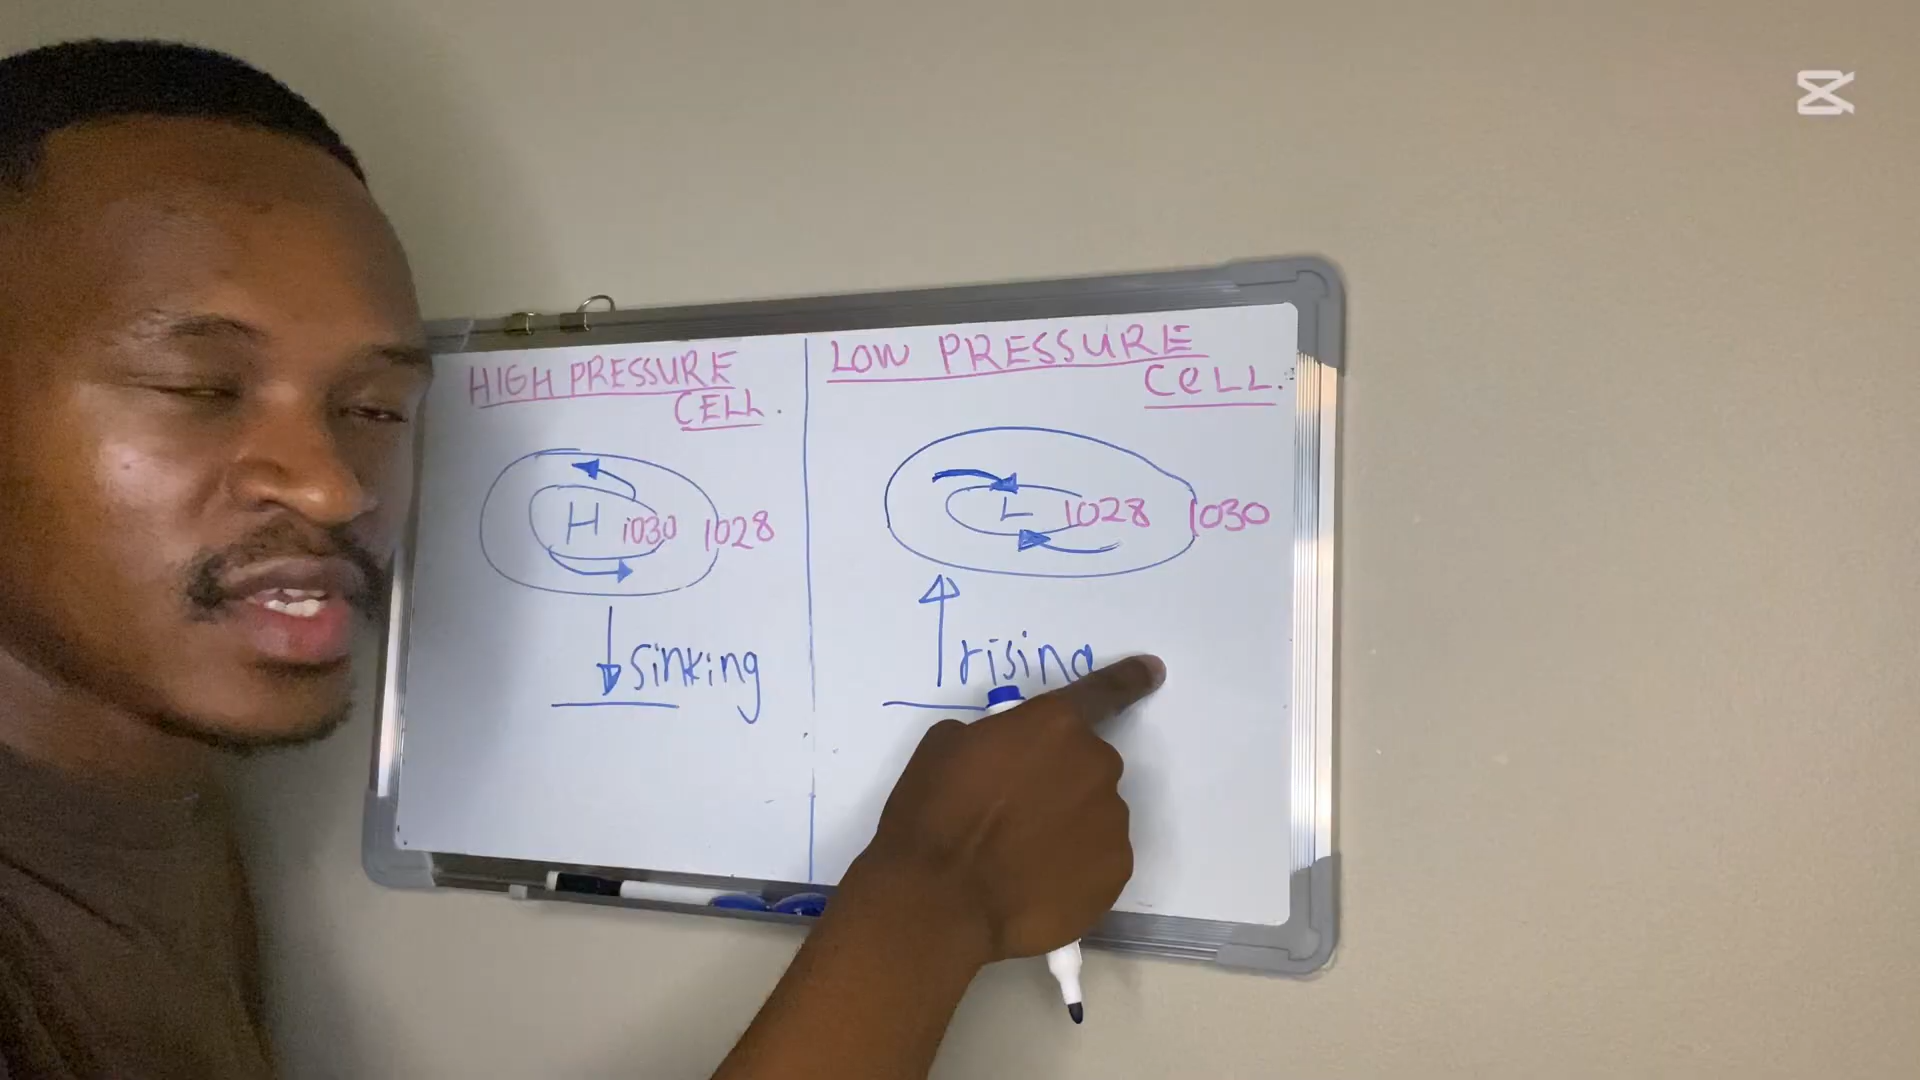 HIGH PRESSURE
CELL.
H 1030 1028
sinking
LOW PRESSURE
CELL.
L 1028 1030
rising